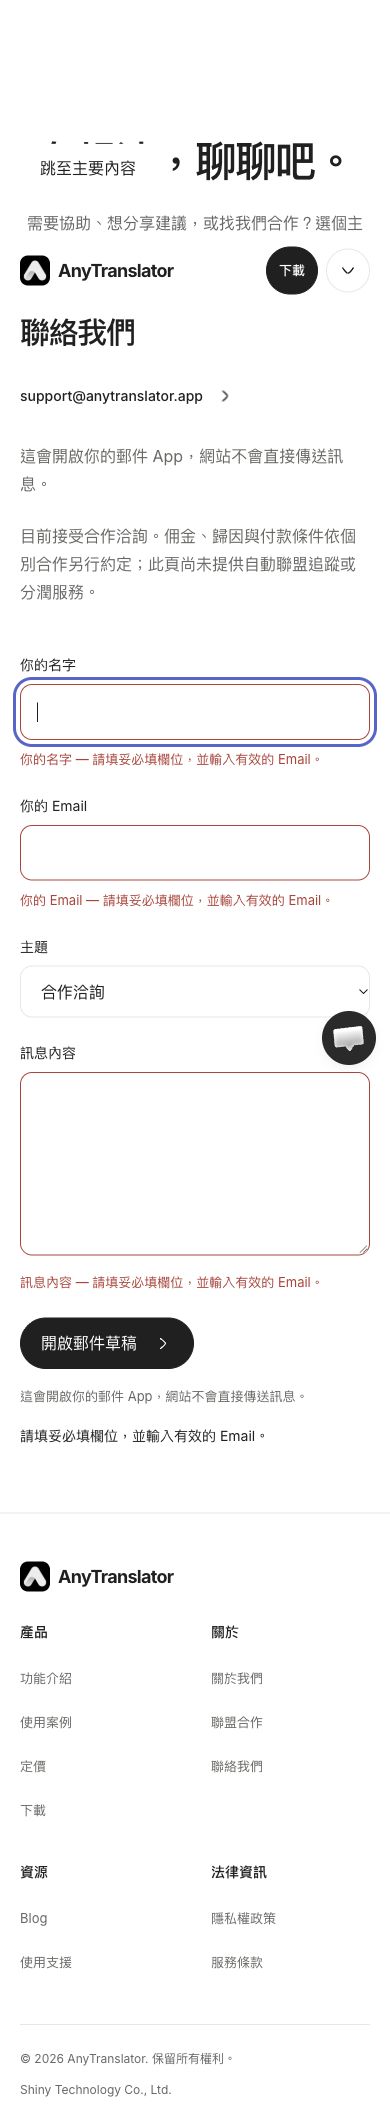 ，聊聊吧。
跳至主要內容
需要協助、想分享建議，或找我們合作？選個主
AnyTranslator
下載
聯絡我們
support@anytranslator.app
這會開啟你的郵件 App，網站不會直接傳送訊
息。
目前接受合作洽詢。佣金、歸因與付款條件依個
別合作另行約定；此頁尚未提供自動聯盟追蹤或
分潤服務。
你的名字
你的名字 — 請填妥必填欄位，並輸入有效的 Email。
你的 Email
你的 Email — 請填妥必填欄位，並輸入有效的 Email。
主題
合作洽詢
訊息內容
訊息內容 — 請填妥必填欄位，並輸入有效的 Email。
開啟郵件草稿
這會開啟你的郵件 App，網站不會直接傳送訊息。
請填妥必填欄位，並輸入有效的 Email。
AnyTranslator
產品
關於
功能介紹
關於我們
使用案例
聯盟合作
定價
聯絡我們
下載
資源
法律資訊
Blog
隱私權政策
使用支援
服務條款
© 2026 AnyTranslator. 保留所有權利。
Shiny Technology Co., Ltd.